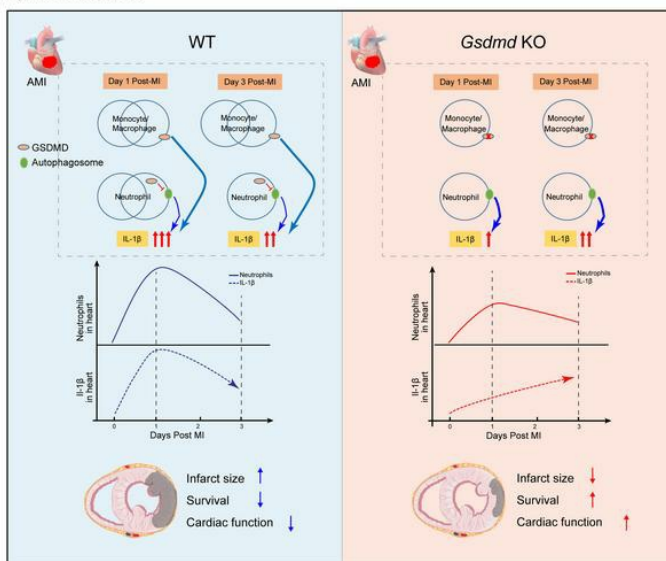 WT
AMI
Day 1 Post-MI
Day 3 Post-MI
Monocyte/
Macrophage
Monocyte/
Macrophage
GSDMD
Autophagosome
Neutrophil
Neutrophil
IL-1β
IL-1β
Neutrophils
in heart
Neutrophils
IL-1β
Il-1β
in heart
0
1
3
Days Post MI
Infarct size
Survival
Cardiac function
Gsdmd KO
AMI
Day 1 Post-MI
Day 3 Post-MI
Monocyte/
Macrophage
Monocyte/
Macrophage
Neutrophil
Neutrophil
IL-1β
IL-1β
Neutrophils
in heart
Neutrophils
IL-1β
Il-1β
in heart
0
1
3
Days Post MI
Infarct size
Survival
Cardiac function